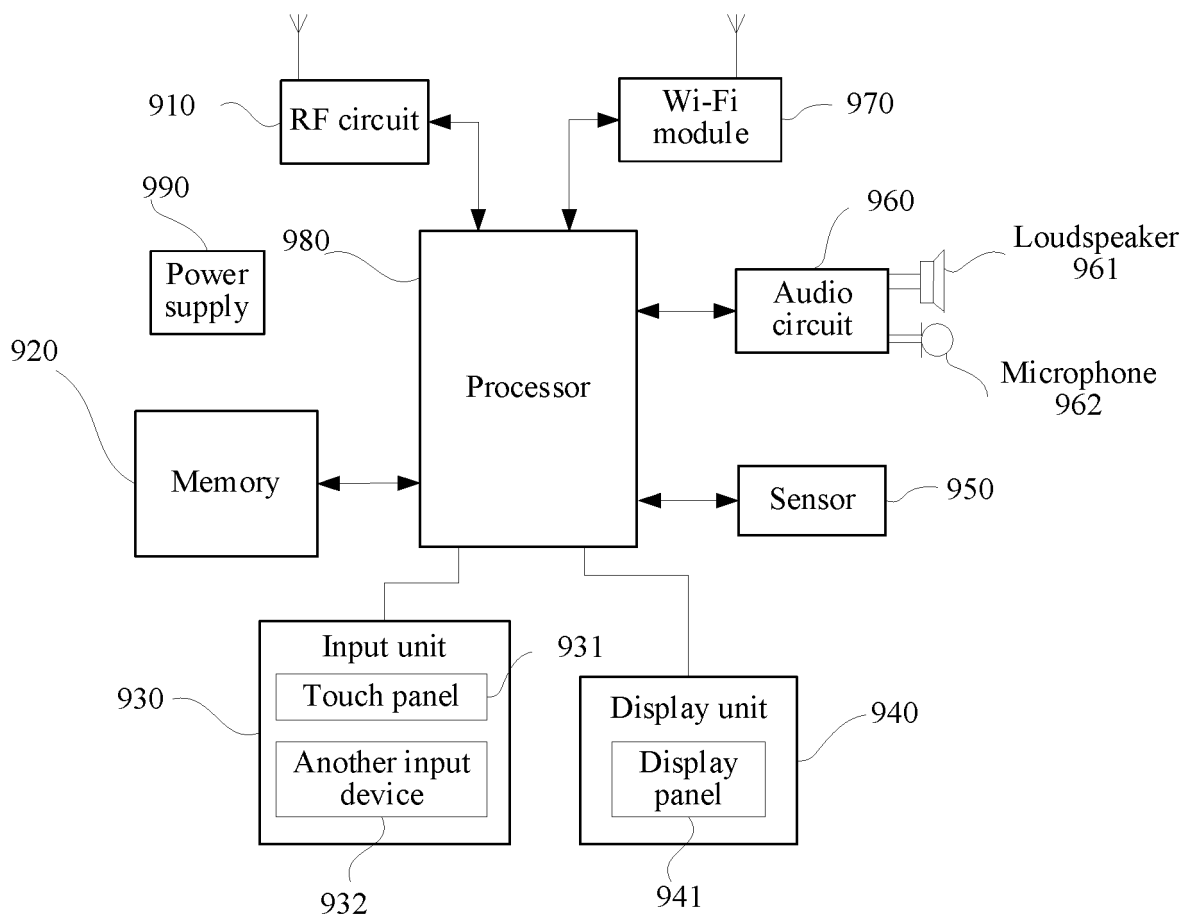 910
RF circuit
Wi-Fi
module
970
990
Power
supply
980
960
Audio
circuit
Loudspeaker
961
Microphone
962
920
Memory
Processor
Sensor
950
Input unit
931
Touch panel
930
Another input
device
932
Display unit
940
Display
panel
941